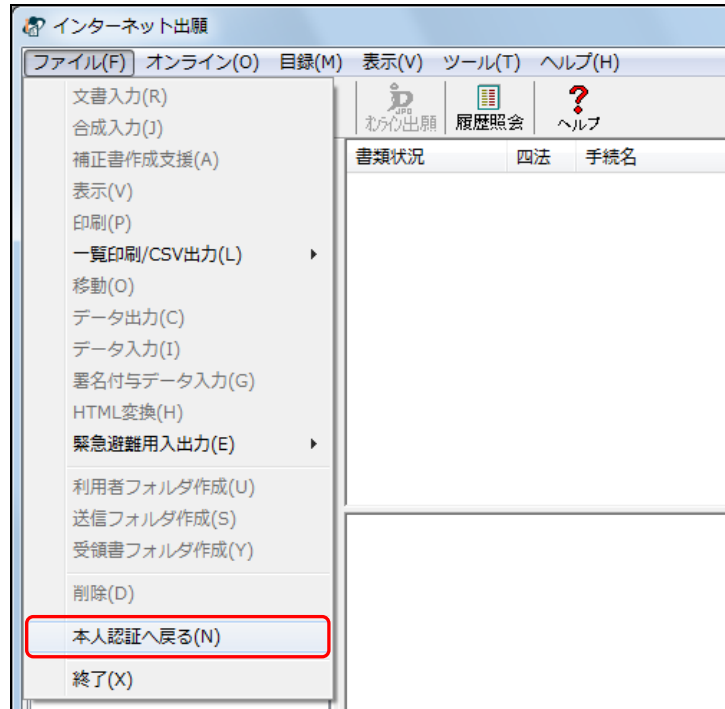 インターネット出願
ファイル(F) オンライン(O) 目録(M) 表示(V) ツール(T) ヘルプ(H)
文書入力(R)
合成入力(J)
補正書作成支援(A)
表示(V)
印刷(P)
一覧印刷/CSV出力(L)
移動(O)
データ出力(C)
データ入力(I)
署名付与データ入力(G)
HTML変換(H)
緊急避難用入出力(E)
利用者フォルダ作成(U)
送信フォルダ作成(S)
受領書フォルダ作成(Y)
削除(D)
本人認証へ戻る(N)
終了(X)
JPO
オンライン出願 履歴照会 ヘルプ
書類状況 四法 手続名